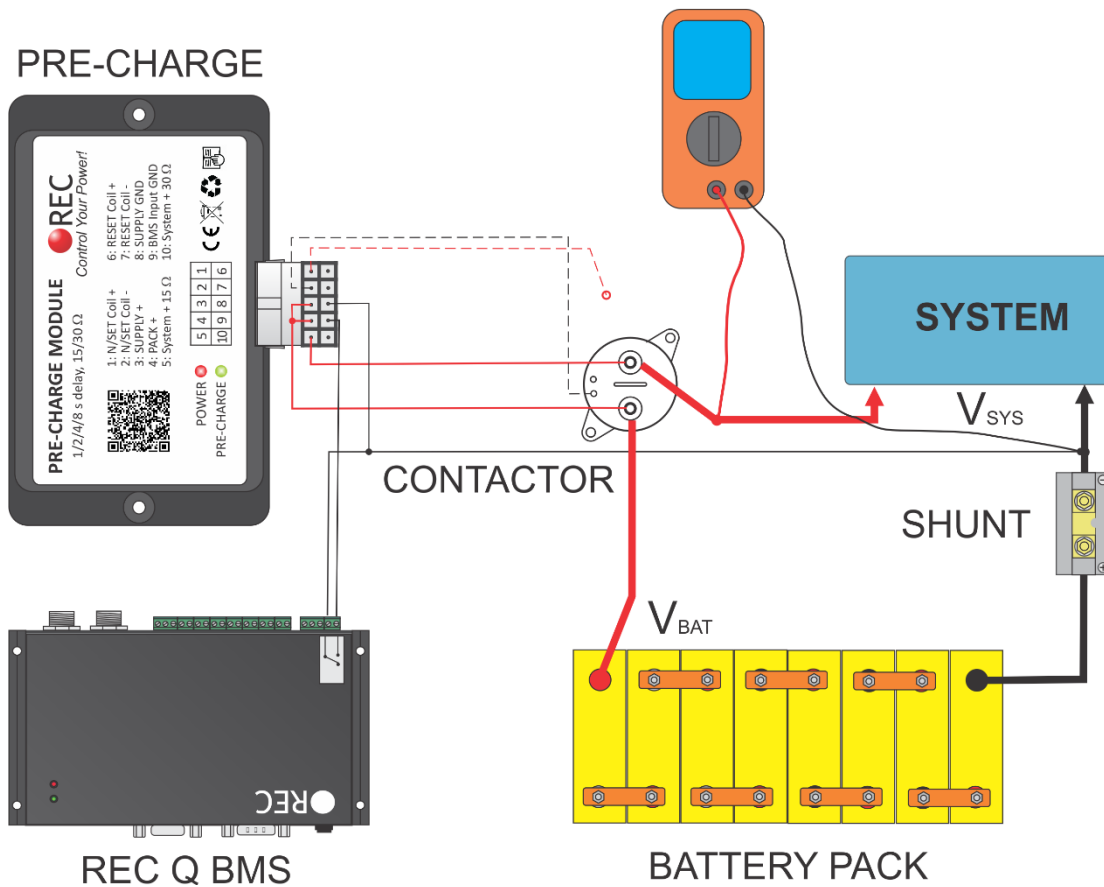 PRE-CHARGE
PRE-CHARGE MODULE
1/2/4/8 s delay, 15/30 Ω
REC
Control Your Power!
1: N/SET Coil +
2: N/SET Coil -
3: SUPPLY +
4: PACK +
5: System + 15 Ω
6: RESET Coil +
7: RESET Coil -
8: SUPPLY GND
9: BMS Input GND
10: System + 30 Ω
POWER
PRE-CHARGE
5 4 3 2 1
10 9 8 7 6
CE
SYSTEM
VSYS
CONTACTOR
SHUNT
VBAT
REC
REC Q BMS
BATTERY PACK